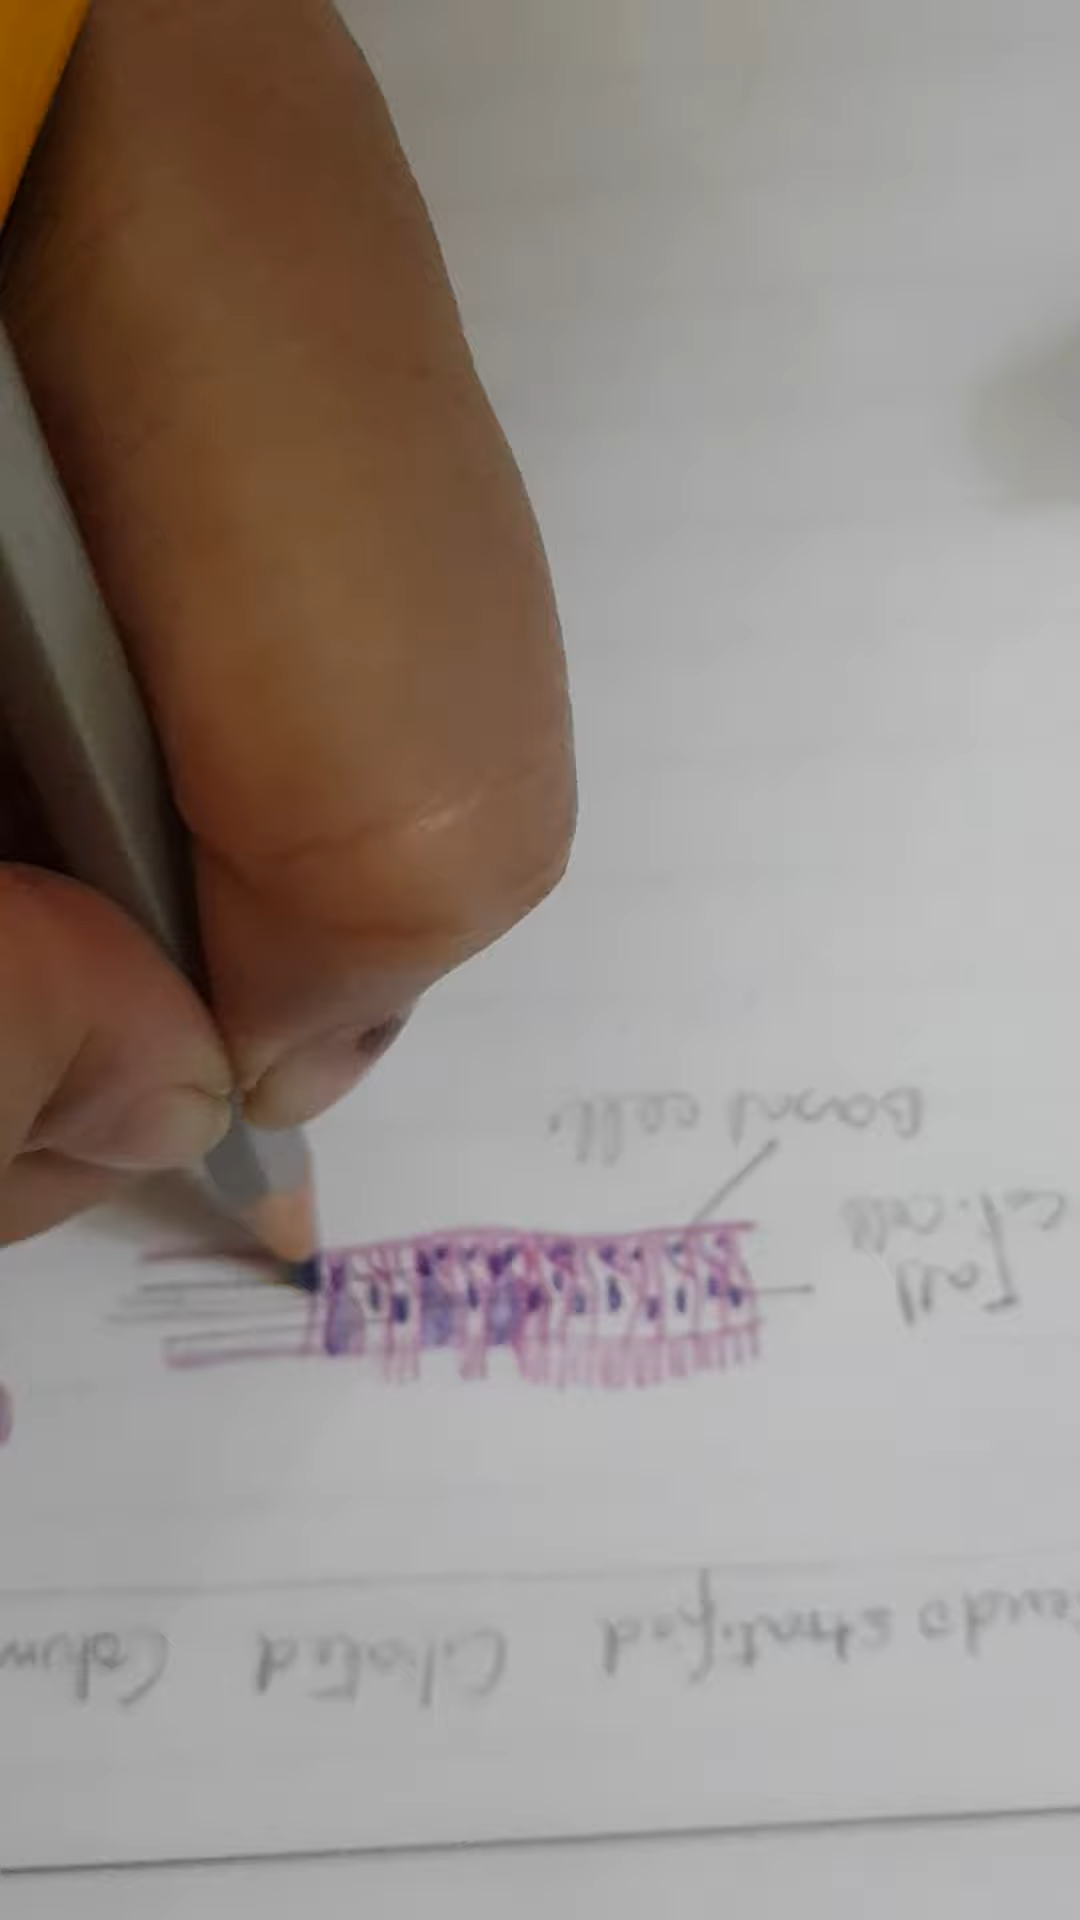 Pseudo stratified Ciliated Colum
Tall
Col. cells
Basal cells